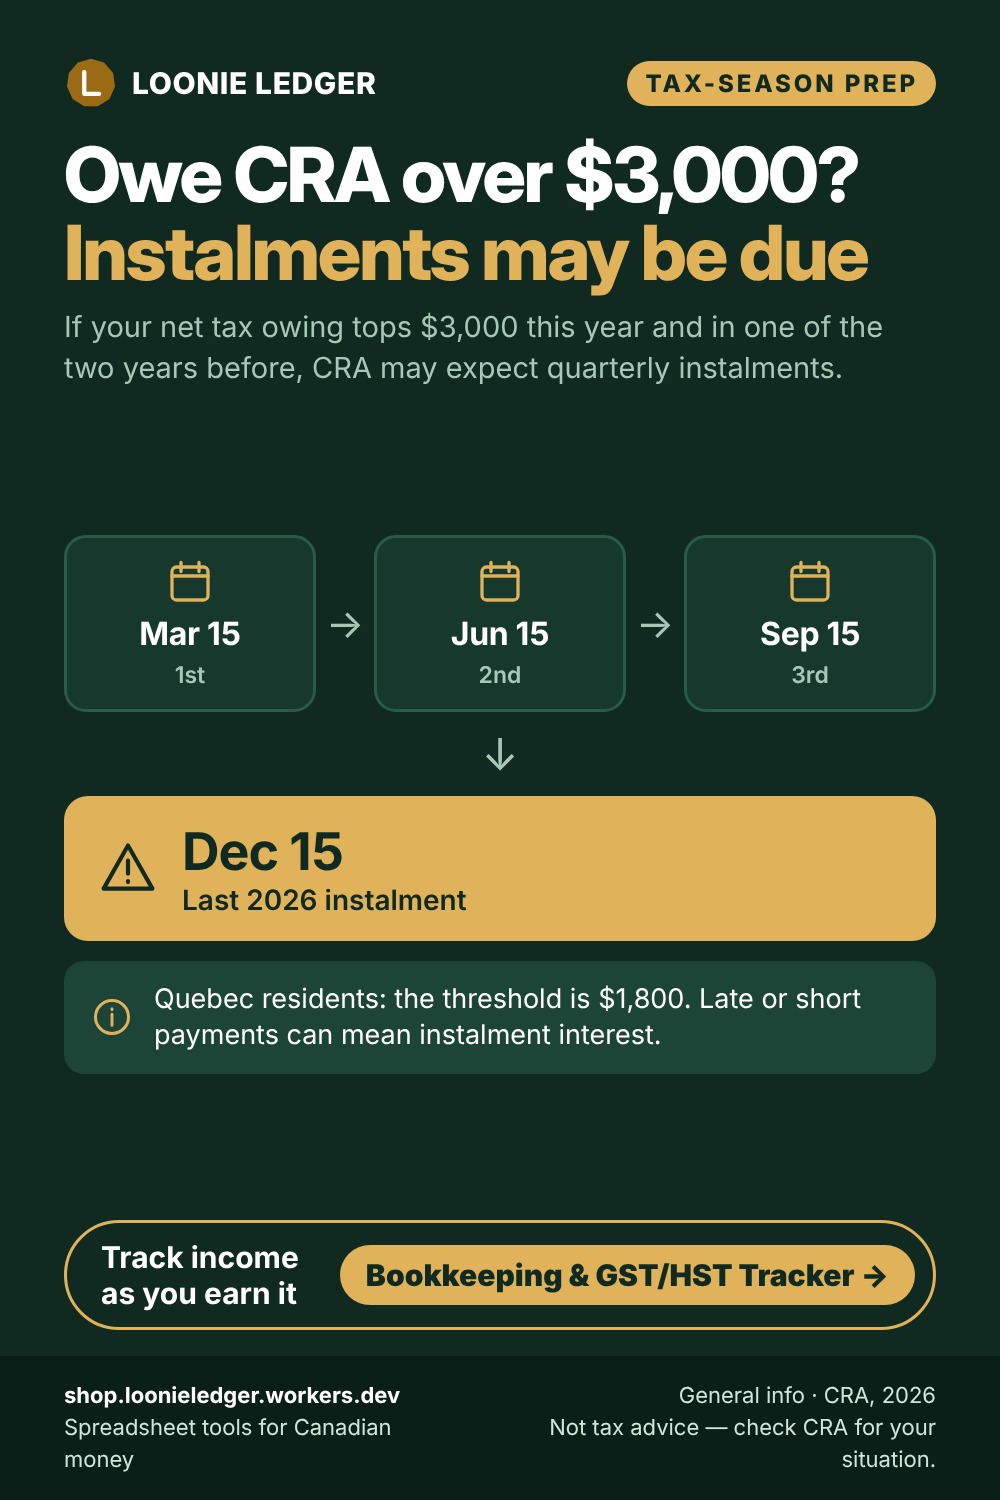 L LOONIE LEDGER
TAX-SEASON PREP
Owe CRA over $3,000?
Instalments may be due
If your net tax owing tops $3,000 this year and in one of the
two years before, CRA may expect quarterly instalments.
Mar 15
1st
→
Jun 15
2nd
→
Sep 15
3rd
↓
Dec 15
Last 2026 instalment
Quebec residents: the threshold is $1,800. Late or short
payments can mean instalment interest.
Track income
as you earn it
Bookkeeping & GST/HST Tracker →
shop.loonieledger.workers.dev
Spreadsheet tools for Canadian
money
General info · CRA, 2026
Not tax advice — check CRA for your
situation.